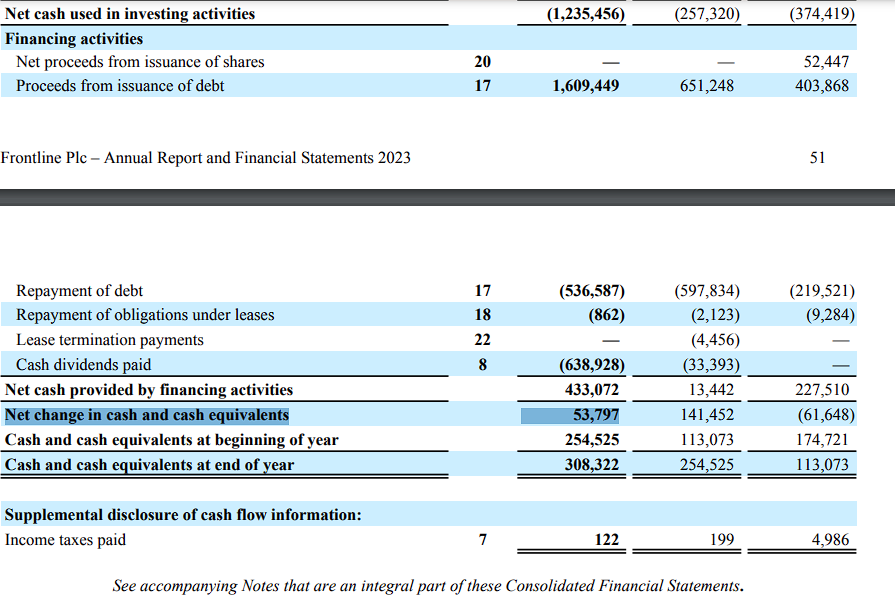 Net cash used in investing activities (1,235,456) (257,320) (374,419)
Financing activities
Net proceeds from issuance of shares 20 — — 52,447
Proceeds from issuance of debt 17 1,609,449 651,248 403,868
Frontline Plc – Annual Report and Financial Statements 2023 51
Repayment of debt 17 (536,587) (597,834) (219,521)
Repayment of obligations under leases 18 (862) (2,123) (9,284)
Lease termination payments 22 — (4,456) —
Cash dividends paid 8 (638,928) (33,393) —
Net cash provided by financing activities 433,072 13,442 227,510
Net change in cash and cash equivalents 53,797 141,452 (61,648)
Cash and cash equivalents at beginning of year 254,525 113,073 174,721
Cash and cash equivalents at end of year 308,322 254,525 113,073
Supplemental disclosure of cash flow information:
Income taxes paid 7 122 199 4,986
See accompanying Notes that are an integral part of these Consolidated Financial Statements.